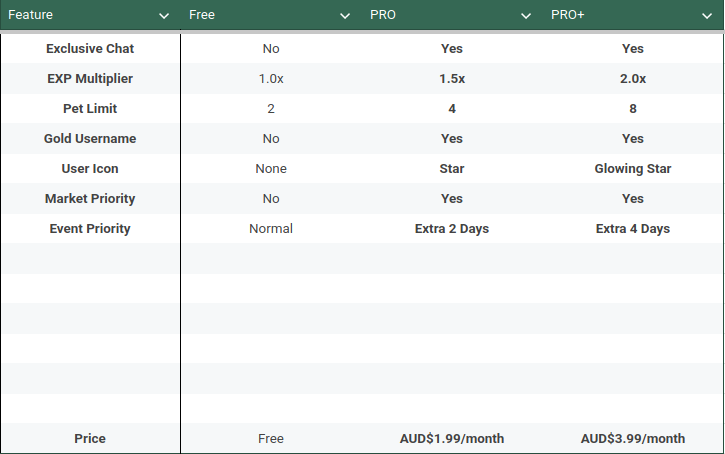 Feature Free PRO PRO+
Exclusive Chat No Yes Yes
EXP Multiplier 1.0x 1.5x 2.0x
Pet Limit 2 4 8
Gold Username No Yes Yes
User Icon None Star Glowing Star
Market Priority No Yes Yes
Event Priority Normal Extra 2 Days Extra 4 Days
Price Free AUD$1.99/month AUD$3.99/month